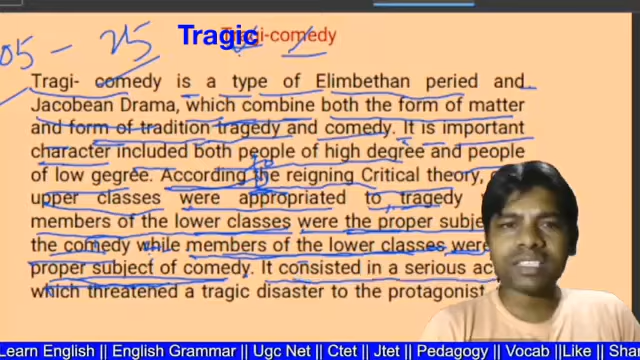 05-25 Tragic Tragi-comedy
Tragi- comedy is a type of Elimbethan peried and
Jacobean Drama, which combine both the form of matter
and form of tradition tragedy and comedy. It is important
character included both people of high degree and people
of low gegree. According the reigning Critical theory,
upper classes were appropriated to tragedy
members of the lower classes were the proper
the comedy while members of the lower classes were
proper subject of comedy. It consisted in a serious
which threatened a tragic disaster to the protagonist
Learn English || English Grammar || Ugc Net || Ctet || Jtet || Pedagogy || Vocab ||Like ||